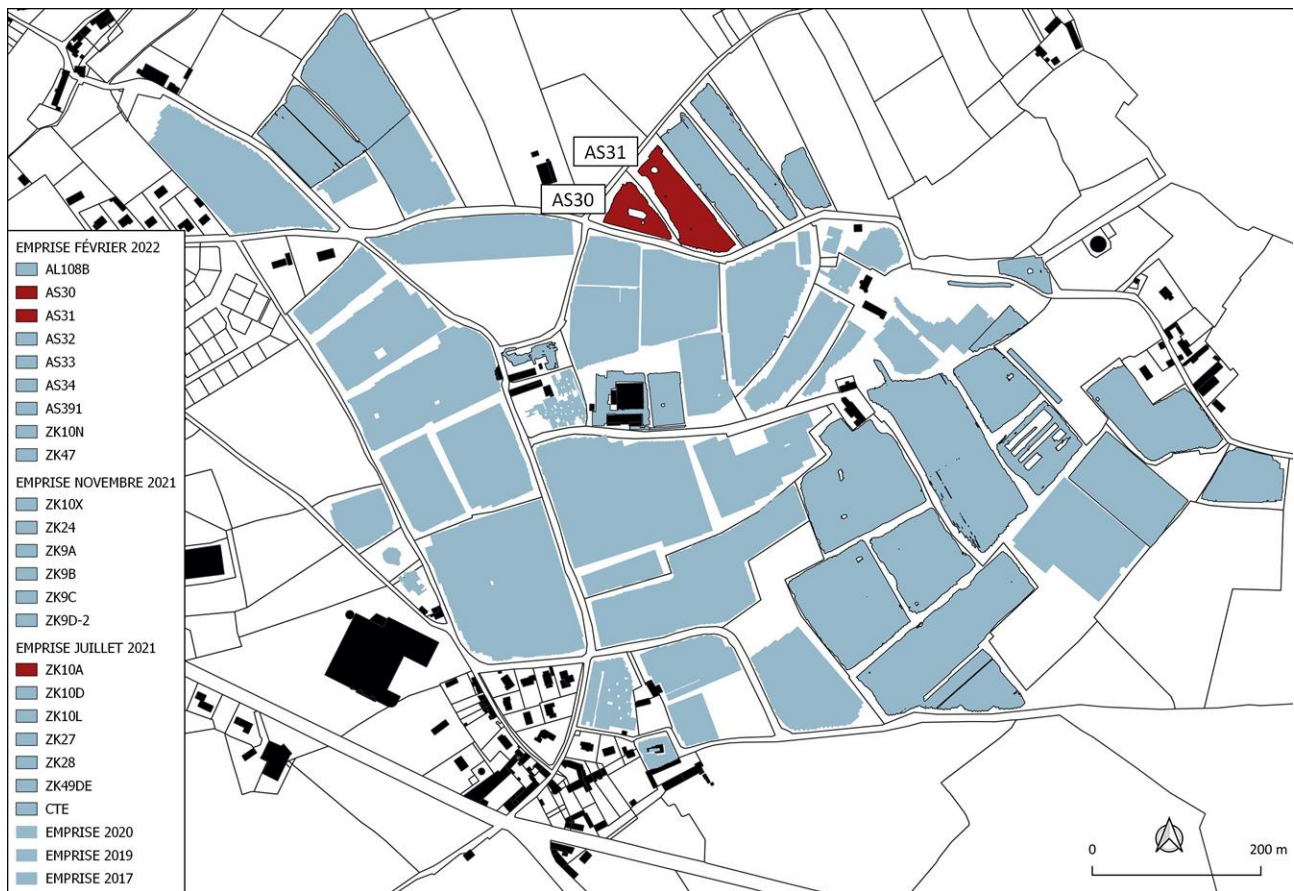 AS31
AS30
EMPRISE FÉVRIER 2022
AL108B
AS30
AS31
AS32
AS33
AS34
AS391
ZK10N
ZK47
EMPRISE NOVEMBRE 2021
ZK10X
ZK24
ZK9A
ZK9B
ZK9C
ZK9D-2
EMPRISE JUILLET 2021
ZK10A
ZK10D
ZK10L
ZK27
ZK28
ZK49DE
CTE
EMPRISE 2020
EMPRISE 2019
EMPRISE 2017
0 200 m